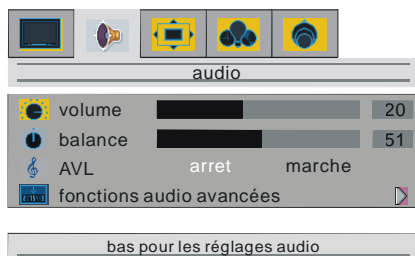 audio
volume 20
balance 51
AVL arret marche
fonctions audio avancées
bas pour les réglages audio